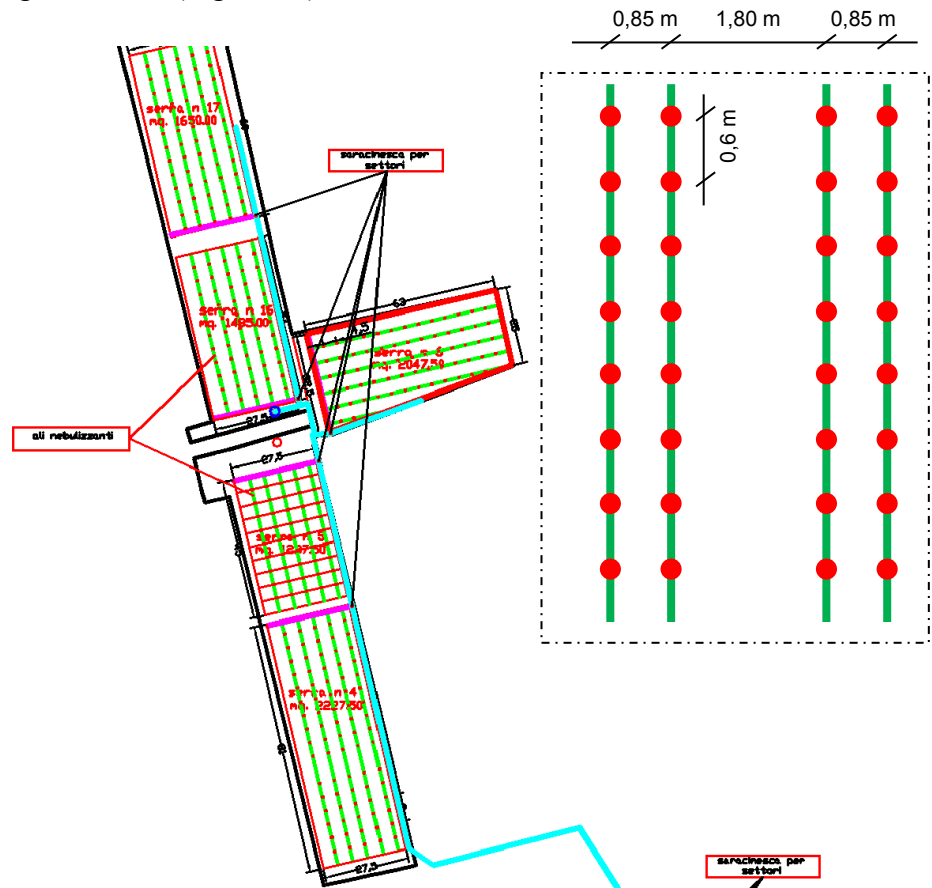 0,85 m
1,80 m
0,85 m
0,6 m
serra n 17
mq. 1650.00
saracinesca per
settori
serra n 16
mq. 1495.00
63
serra n 6
mq. 2047.50
27,5
ali nebulizzanti
27,5
serra n 5
mq. 1237.50
serra n 4
mq. 2227.50
27,5
saracinesca per
settori